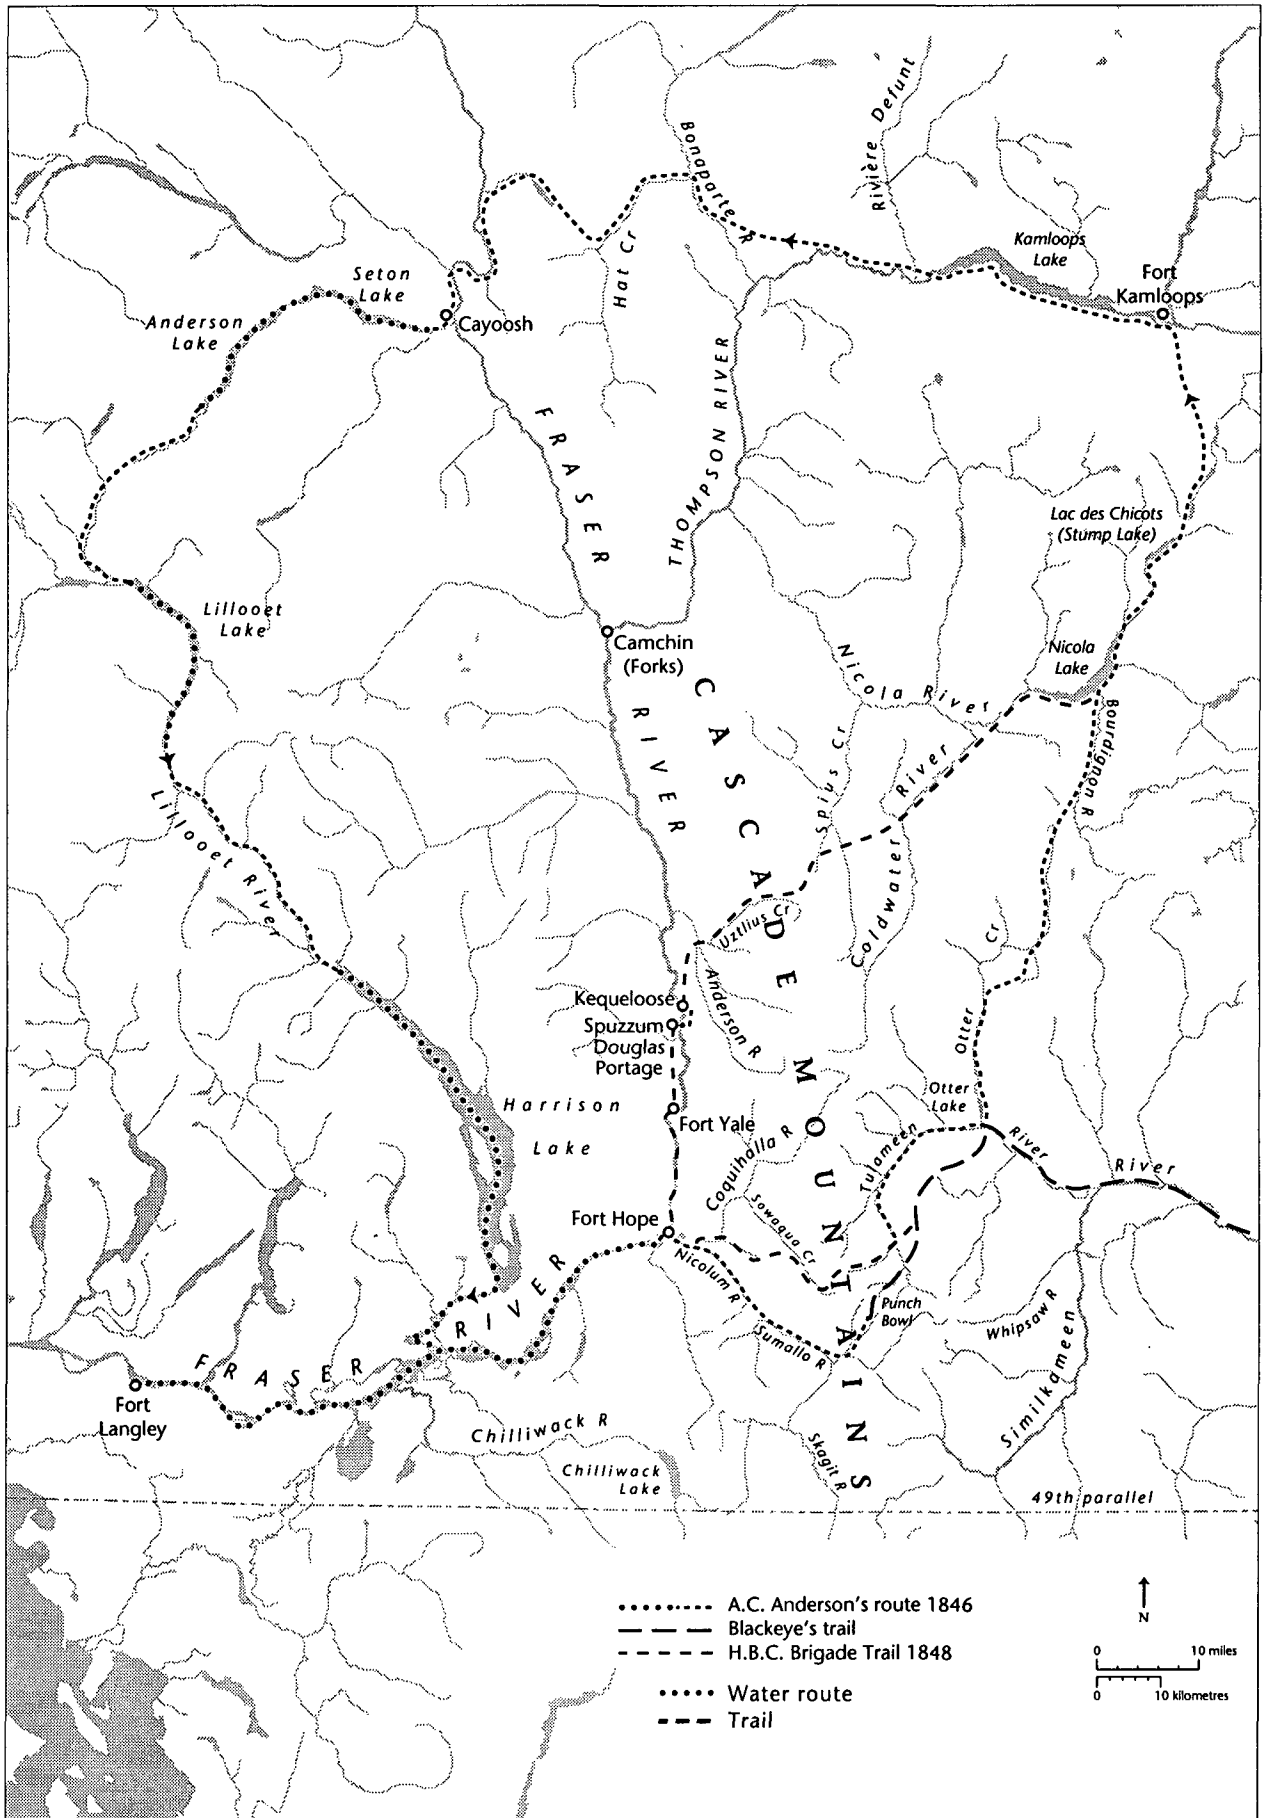 Rivière Defunt
Bonaparte R
Kamloops
Lake
Fort
Kamloops
Hat Cr
Seton
Lake
Cayoosh
Anderson
Lake
FRASER
THOMPSON RIVER
Lac des Chicots
(Stump Lake)
Lillooet
Lake
Camchin
(Forks)
Nicola
Lake
Nicola River
RIVER
CASCADE MOUNTAINS
Bourdignon R
Spius Cr
River
Coldwater
Lillooet River
Uztlius Cr
Anderson R
Kequeloose
Spuzzum
Douglas
Portage
Otter
Cr
Otter
Lake
Harrison
Lake
Fort Yale
Coquihalla R
Tulameen
River
River
Sowaqua Cr
Fort Hope
Nicolum R
Punch
Bowl
Sumallo R
Whipsaw R
Similkameen
FRASER
RIVER
Fort
Langley
Chilliwack R
Chilliwack
Lake
Skagit R
49th parallel
A.C. Anderson's route 1846
Blackeye's trail
H.B.C. Brigade Trail 1848
Water route
Trail
N
0 10 miles
0 10 kilometres